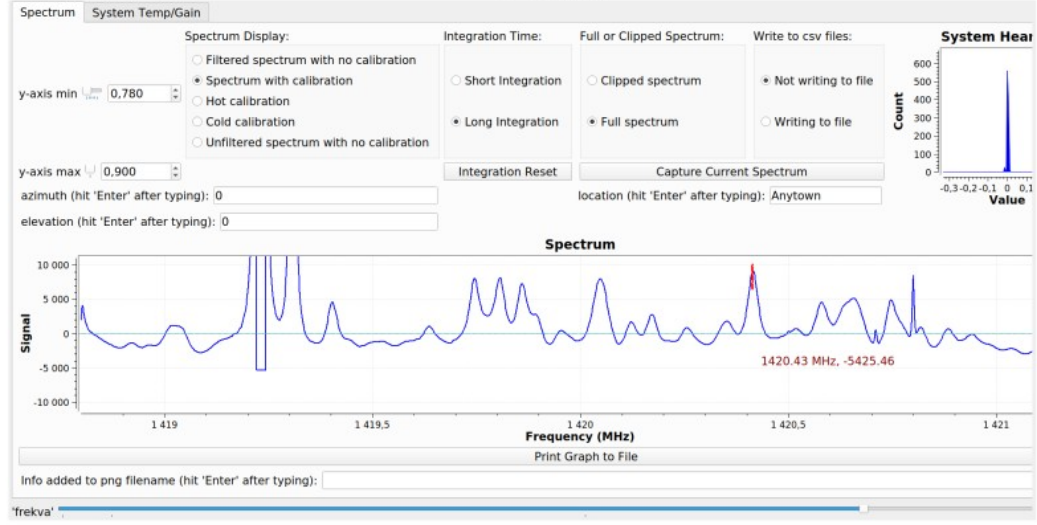 Spectrum System Temp/Gain
Spectrum Display: Integration Time: Full or Clipped Spectrum: Write to csv files: System Hear
Filtered spectrum with no calibration
Spectrum with calibration Short Integration Clipped spectrum Not writing to file
y-axis min 0,780
Hot calibration
Cold calibration Long Integration Full spectrum Writing to file
Unfiltered spectrum with no calibration
y-axis max 0,900 Integration Reset Capture Current Spectrum
Count
600
500
400
300
200
100
0
-0,3 -0,2 -0,1 0 0,1
Value
azimuth (hit 'Enter' after typing): 0 location (hit 'Enter' after typing): Anytown
elevation (hit 'Enter' after typing): 0
Spectrum
Signal
10 000
5 000
0
-5 000
-10 000
1420.43 MHz, -5425.46
1 419 1 419,5 1 420 1 420,5 1 421
Frequency (MHz)
Print Graph to File
Info added to png filename (hit 'Enter' after typing):
'frekva'